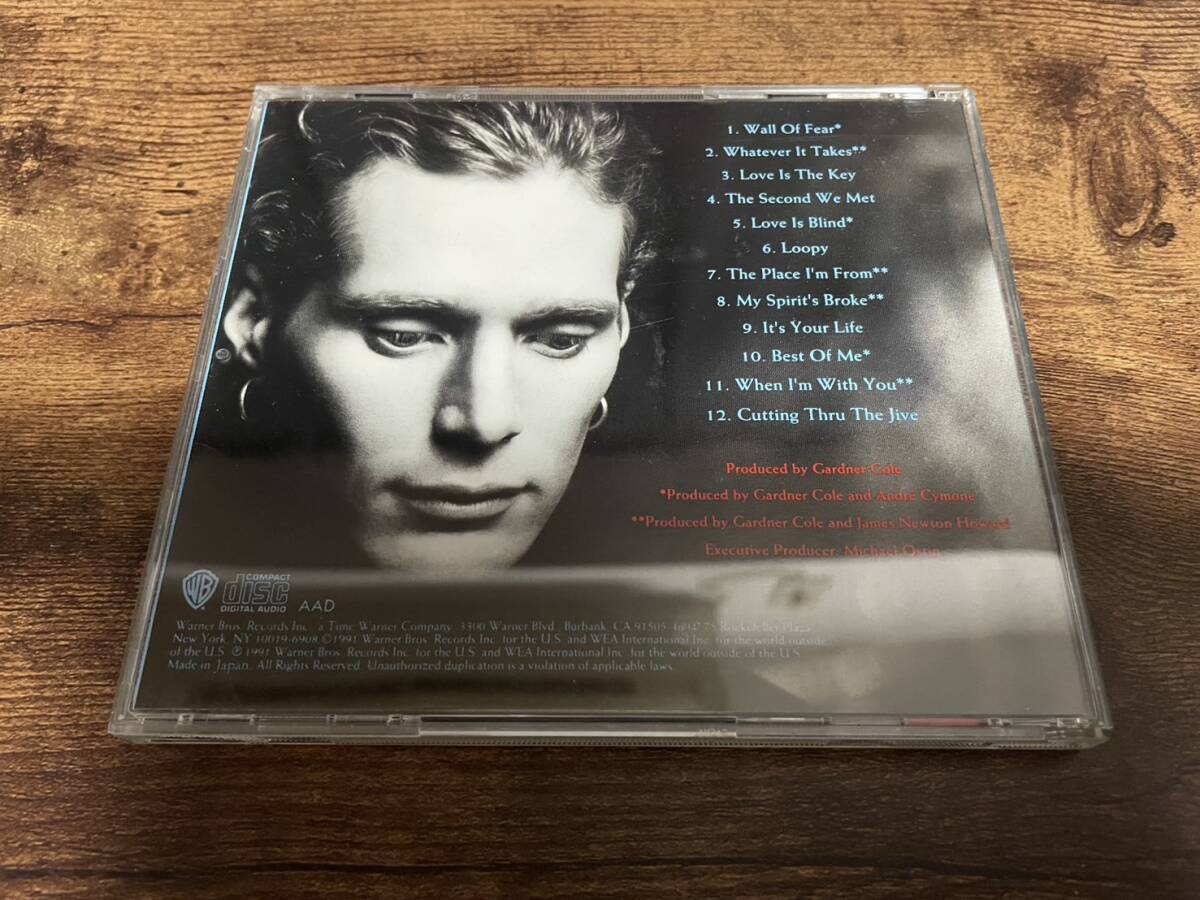 1. Wall Of Fear*
2. Whatever It Takes**
3. Love Is The Key
4. The Second We Met
5. Love Is Blind*
6. Loopy
7. The Place I'm From**
8. My Spirit's Broke**
9. It's Your Life
10. Best Of Me*
11. When I'm With You**
12. Cutting Thru The Jive
Produced by Gardner Cole
*Produced by Gardner Cole and Andre Cymone
**Produced by Gardner Cole and James Newton Howard
Executive Producer: Michael Ostin
WB COMPACT disc DIGITAL AUDIO AAD
Warner Bros. Records Inc., a Time Warner Company. 3300 Warner Blvd., Burbank, CA 91505-4694 75 Rockefeller Plaza,
New York, NY 10019-6908 ©1991 Warner Bros. Records Inc. for the U.S. and WEA International Inc. for the world outside
of the U.S. ℗ 1991 Warner Bros. Records Inc. for the U.S. and WEA International Inc. for the world outside of the U.S.
Made in Japan. All Rights Reserved. Unauthorized duplication is a violation of applicable laws.